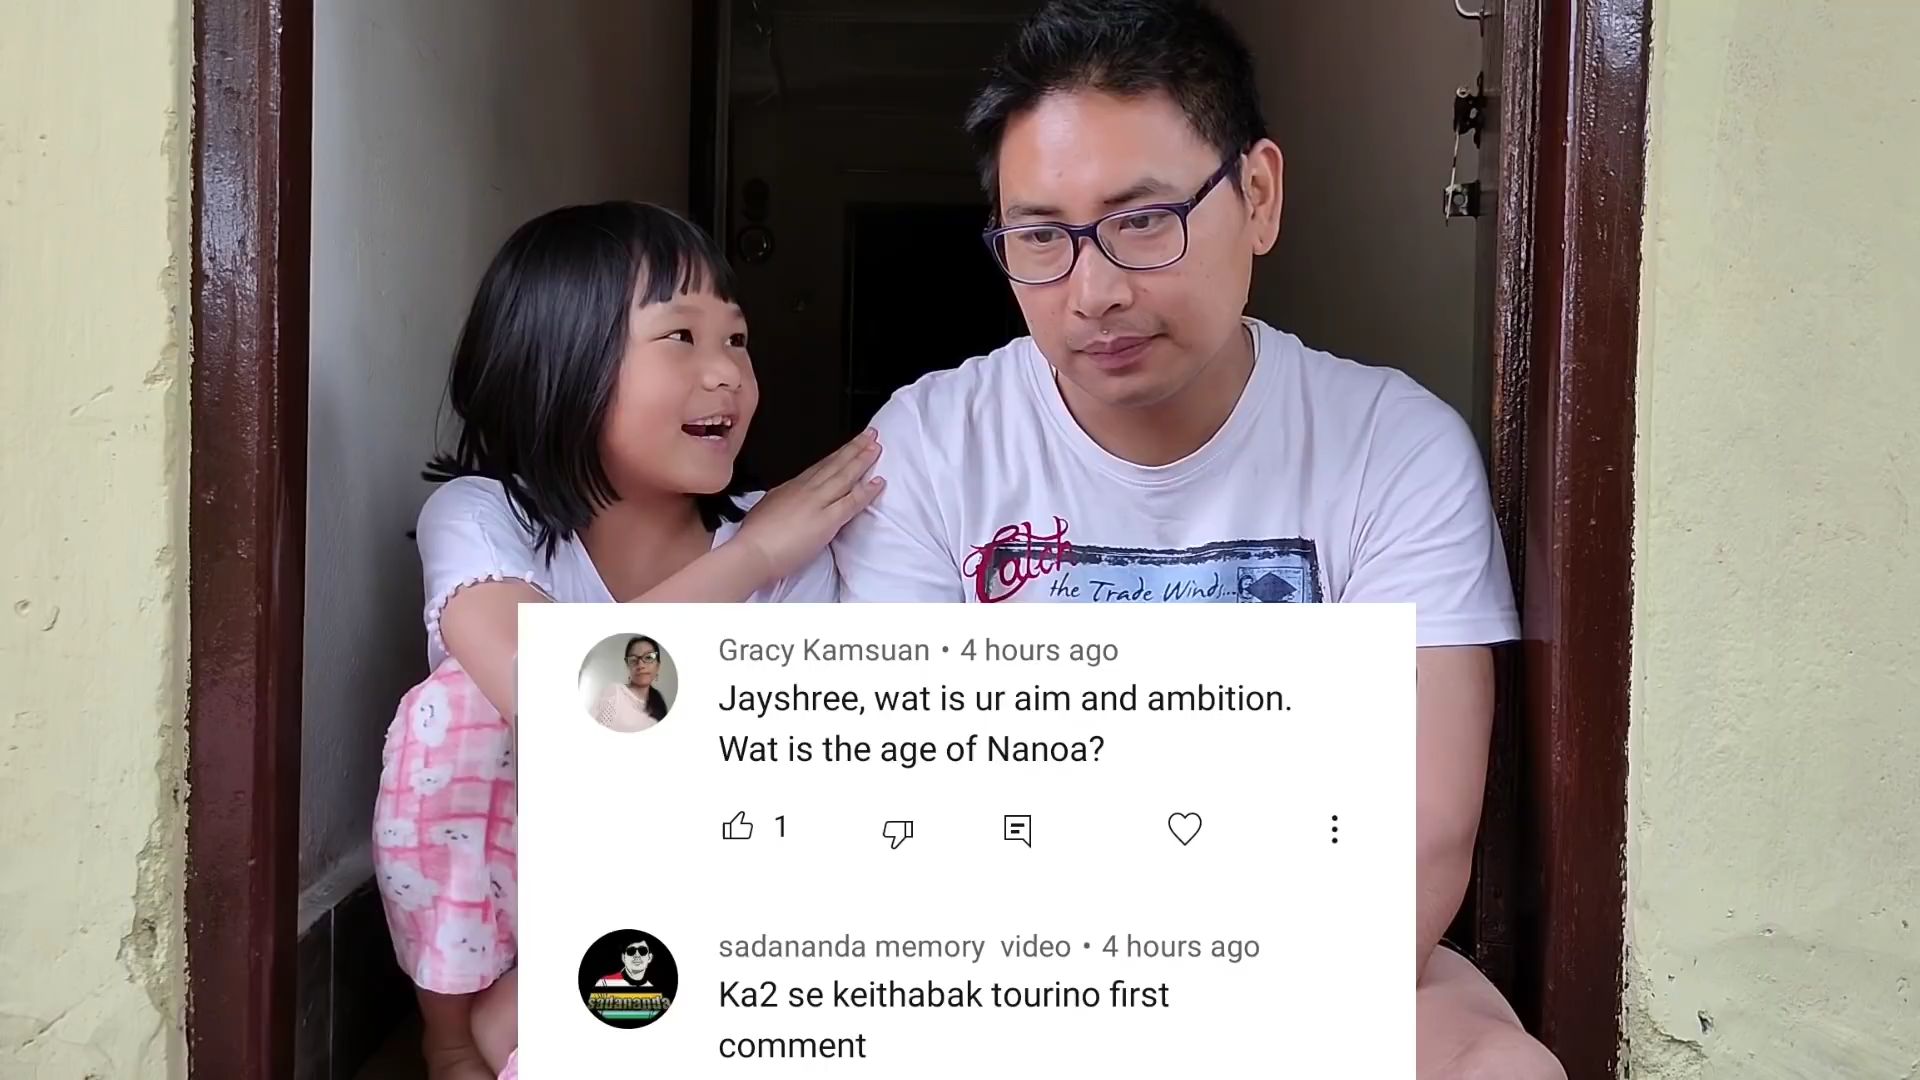 Catch
the Trade Winds...
Gracy Kamsuan • 4 hours ago
Jayshree, wat is ur aim and ambition.
Wat is the age of Nanoa?
1
sadananda memory video • 4 hours ago
sadananda
Ka2 se keithabak tourino first
comment